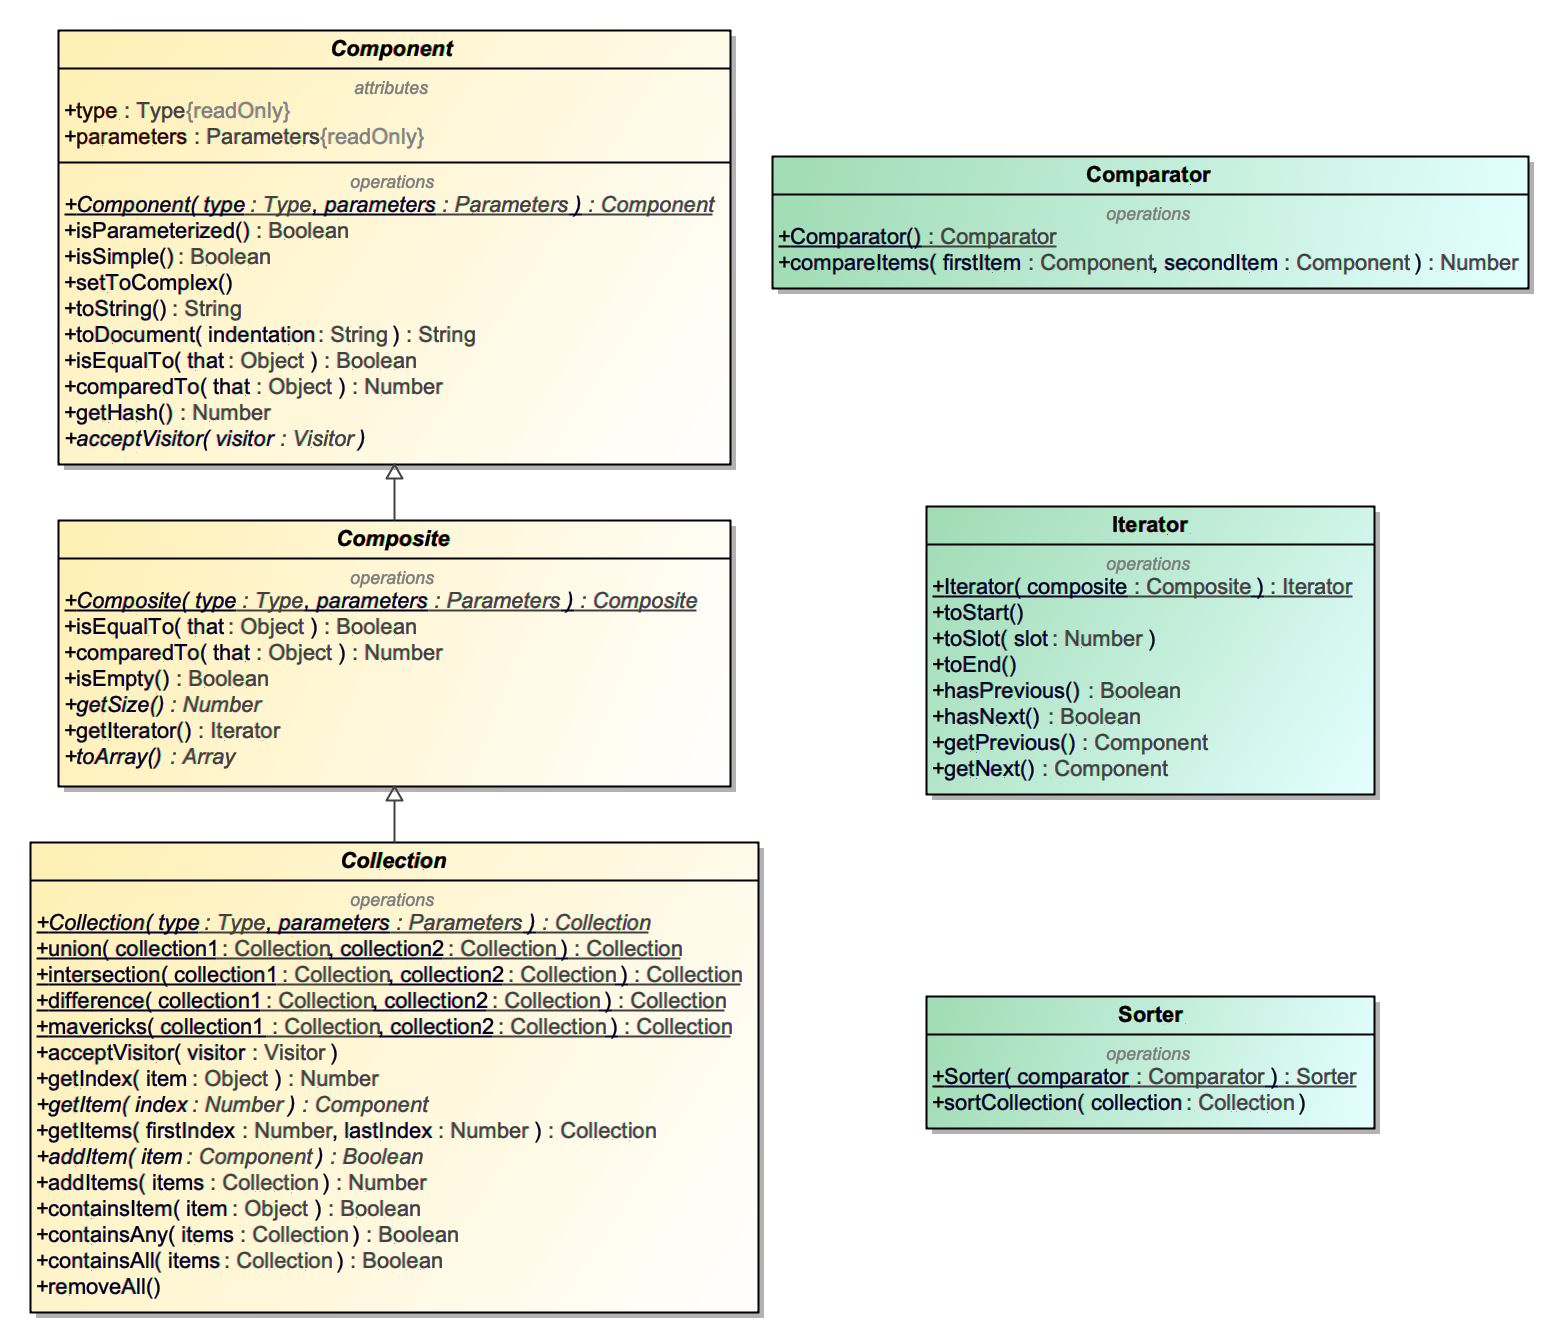 Component
attributes
+type : Type{readOnly}
+parameters : Parameters{readOnly}
operations
+Component( type : Type, parameters : Parameters ) : Component
+isParameterized() : Boolean
+isSimple() : Boolean
+setToComplex()
+toString() : String
+toDocument( indentation : String ) : String
+isEqualTo( that : Object ) : Boolean
+comparedTo( that : Object ) : Number
+getHash() : Number
+acceptVisitor( visitor : Visitor )
Composite
operations
+Composite( type : Type, parameters : Parameters ) : Composite
+isEqualTo( that : Object ) : Boolean
+comparedTo( that : Object ) : Number
+isEmpty() : Boolean
+getSize() : Number
+getIterator() : Iterator
+toArray() : Array
Collection
operations
+Collection( type : Type, parameters : Parameters ) : Collection
+union( collection1 : Collection, collection2 : Collection ) : Collection
+intersection( collection1 : Collection, collection2 : Collection ) : Collection
+difference( collection1 : Collection, collection2 : Collection ) : Collection
+mavericks( collection1 : Collection, collection2 : Collection ) : Collection
+acceptVisitor( visitor : Visitor )
+getIndex( item : Object ) : Number
+getItem( index : Number ) : Component
+getItems( firstIndex : Number, lastIndex : Number ) : Collection
+addItem( item : Component ) : Boolean
+addItems( items : Collection ) : Number
+containsItem( item : Object ) : Boolean
+containsAny( items : Collection ) : Boolean
+containsAll( items : Collection ) : Boolean
+removeAll()
Comparator
operations
+Comparator() : Comparator
+compareItems( firstItem : Component, secondItem : Component ) : Number
Iterator
operations
+Iterator( composite : Composite ) : Iterator
+toStart()
+toSlot( slot : Number )
+toEnd()
+hasPrevious() : Boolean
+hasNext() : Boolean
+getPrevious() : Component
+getNext() : Component
Sorter
operations
+Sorter( comparator : Comparator ) : Sorter
+sortCollection( collection : Collection )